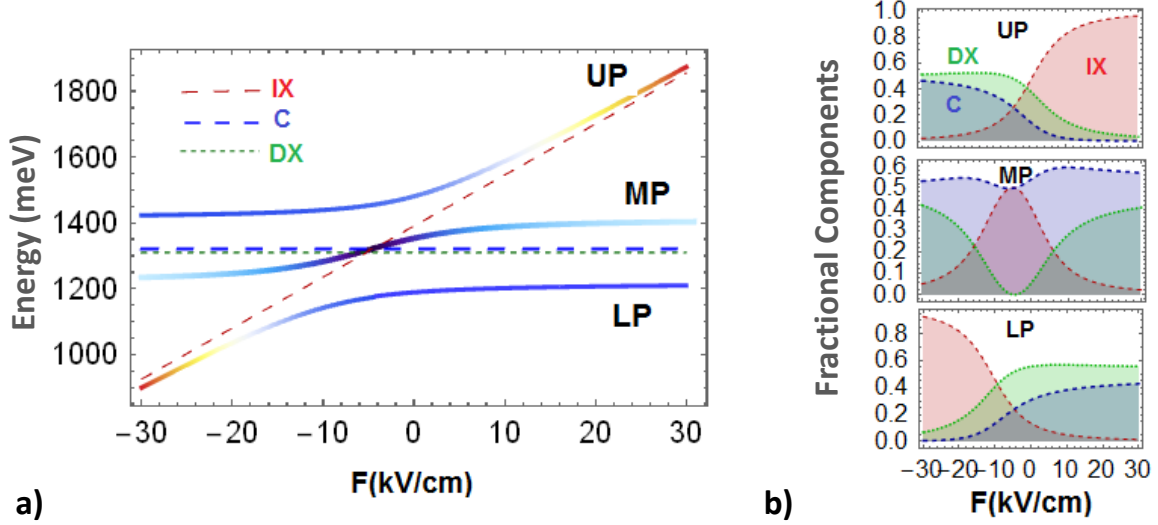 Energy (meV)
1800
1600
1400
1200
1000
IX
C
DX
UP
MP
LP
−30 −20 −10 0 10 20 30
F(kV/cm)
a)
Fractional Components
1.0
0.8
0.6
0.4
0.2
0.0
UP
DX
IX
C
0.6
0.5
0.4
0.3
0.2
0.1
0.0
MP
0.8
0.6
0.4
0.2
0.0
LP
−30 −20 −10 0 10 20 30
F(kV/cm)
b)